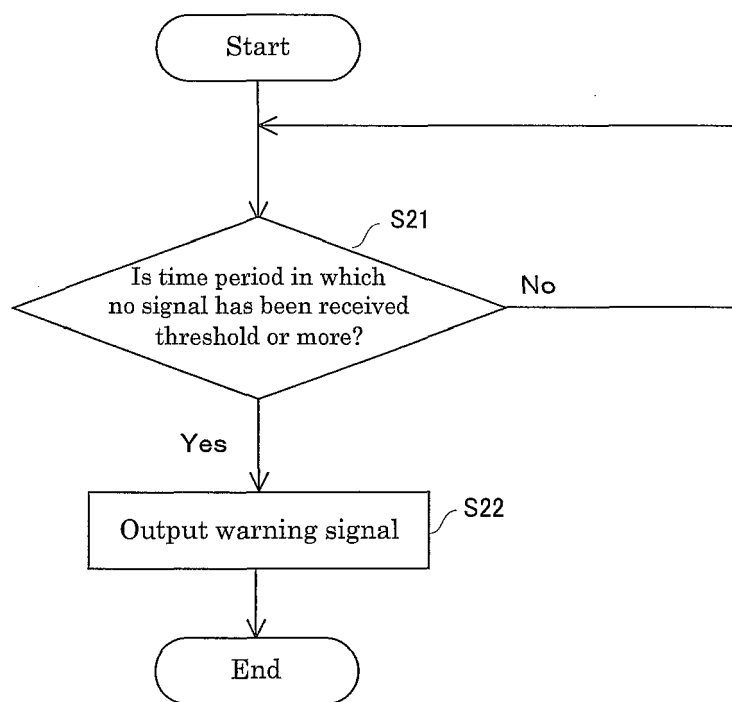 Start
S21
Is time period in which
no signal has been received
threshold or more?
No
Yes
Output warning signal
S22
End